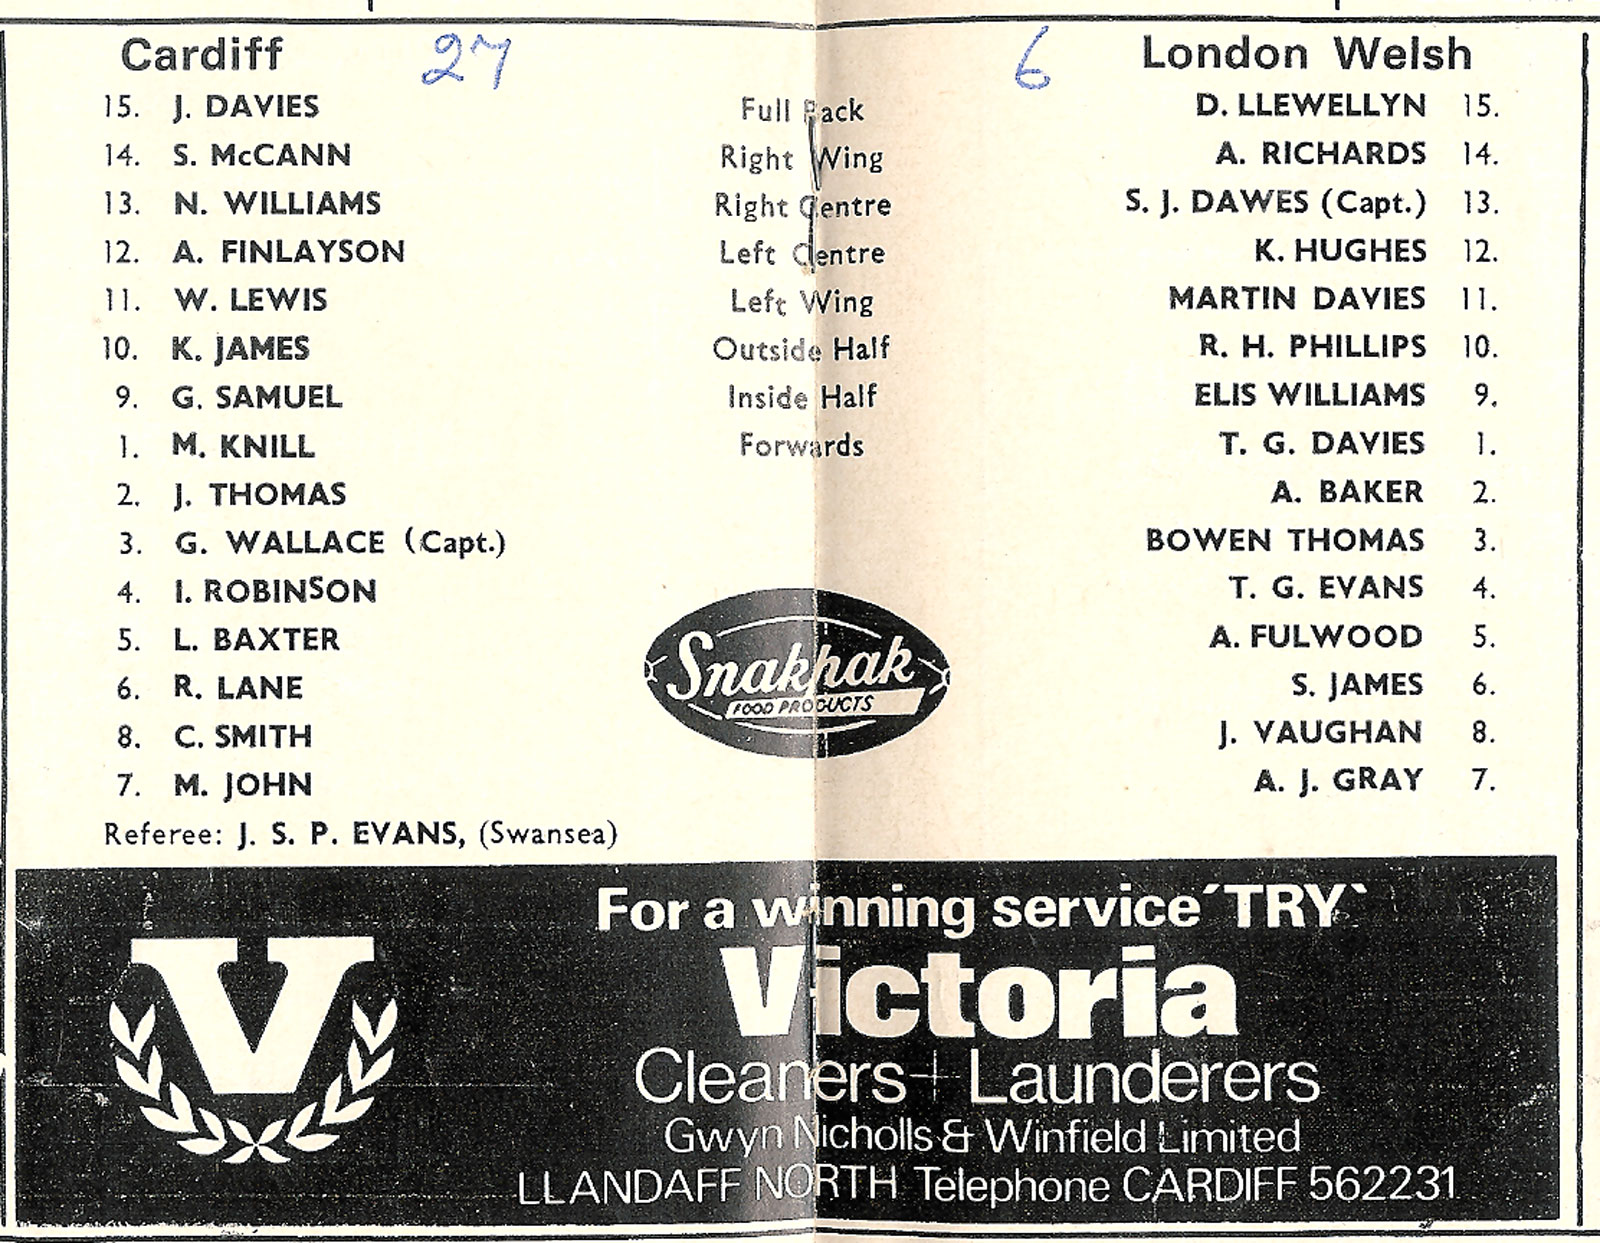 Cardiff 27 6 London Welsh
15. J. DAVIES Full Back D. LLEWELLYN 15.
14. S. McCANN Right Wing A. RICHARDS 14.
13. N. WILLIAMS Right Centre S. J. DAWES (Capt.) 13.
12. A. FINLAYSON Left Centre K. HUGHES 12.
11. W. LEWIS Left Wing MARTIN DAVIES 11.
10. K. JAMES Outside Half R. H. PHILLIPS 10.
9. G. SAMUEL Inside Half ELIS WILLIAMS 9.
1. M. KNILL Forwards T. G. DAVIES 1.
2. J. THOMAS A. BAKER 2.
3. G. WALLACE (Capt.) BOWEN THOMAS 3.
4. I. ROBINSON T. G. EVANS 4.
5. L. BAXTER A. FULWOOD 5.
6. R. LANE S. JAMES 6.
8. C. SMITH J. VAUGHAN 8.
7. M. JOHN A. J. GRAY 7.
Snakpak
FOOD PRODUCTS
Referee: J. S. P. EVANS, (Swansea)
For a winning service ´TRY`
V
Victoria
Cleaners + Launderers
Gwyn Nicholls & Winfield Limited
LLANDAFF NORTH Telephone CARDIFF 562231